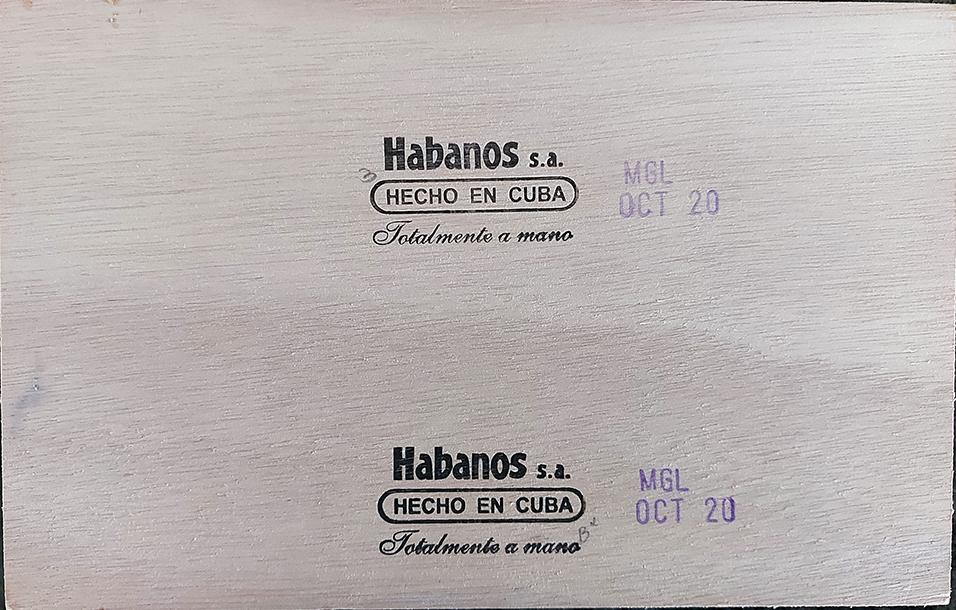 Habanos s.a.
HECHO EN CUBA
Totalmente a mano
MGL
OCT 20
Habanos s.a.
HECHO EN CUBA
Totalmente a mano
MGL
OCT 20